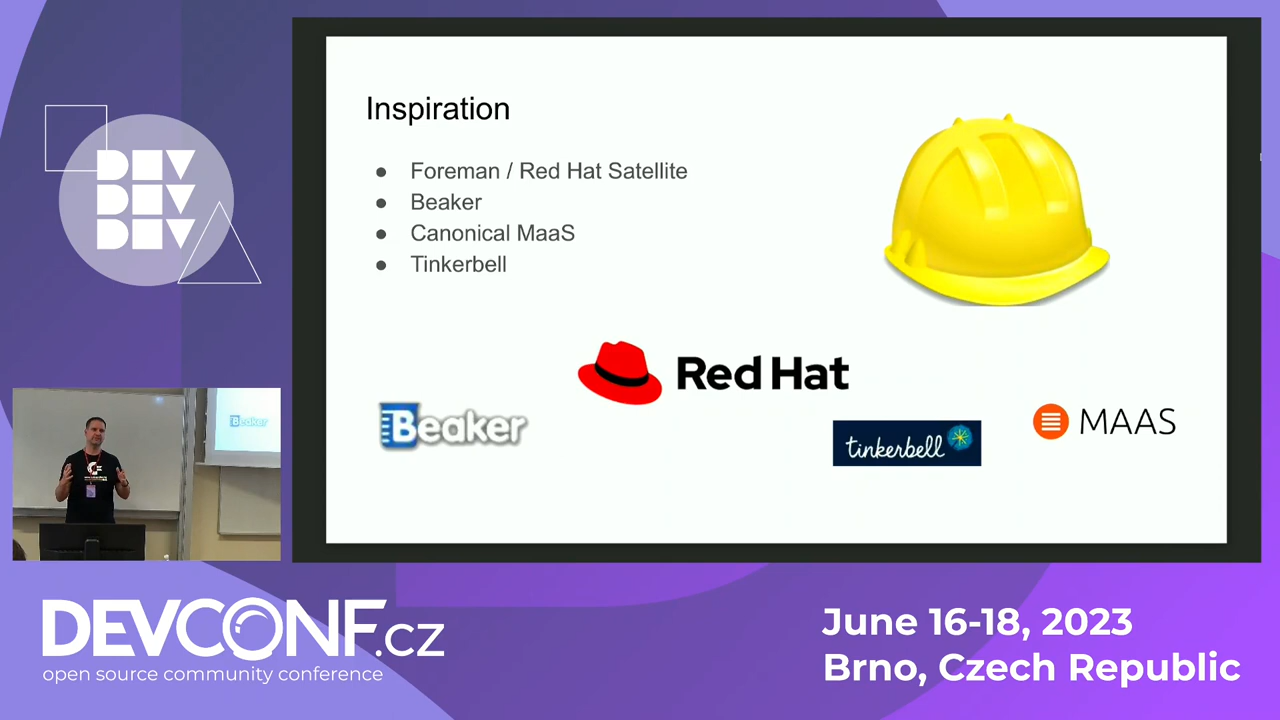 DEV
DEV
DEV
Inspiration
● Foreman / Red Hat Satellite
● Beaker
● Canonical MaaS
● Tinkerbell
Red Hat
Beaker
tinkerbell
MAAS
Beaker
DEVCONF.cz
open source community conference
June 16-18, 2023
Brno, Czech Republic